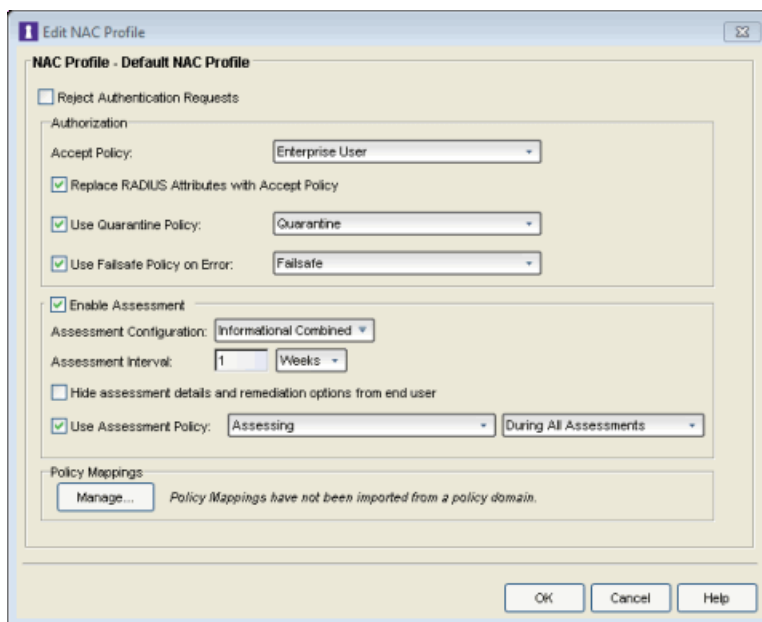 Edit NAC Profile
NAC Profile - Default NAC Profile
Reject Authentication Requests
Authorization
Accept Policy: Enterprise User
Replace RADIUS Attributes with Accept Policy
Use Quarantine Policy: Quarantine
Use Failsafe Policy on Error: Failsafe
Enable Assessment
Assessment Configuration: Informational Combined
Assessment Interval: 1 Weeks
Hide assessment details and remediation options from end user
Use Assessment Policy: Assessing During All Assessments
Policy Mappings
Manage... Policy Mappings have not been imported from a policy domain.
OK Cancel Help